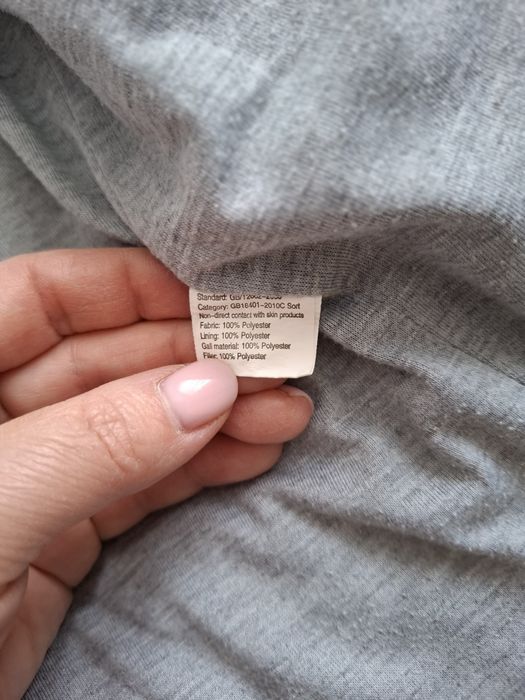 Standard:
Category: GB18401-2010C Sort
Non-direct contact with skin products
Fabric: 100% Polyester
Lining: 100% Polyester
Gall material: 100% Polyester
Filler: 100% Polyester